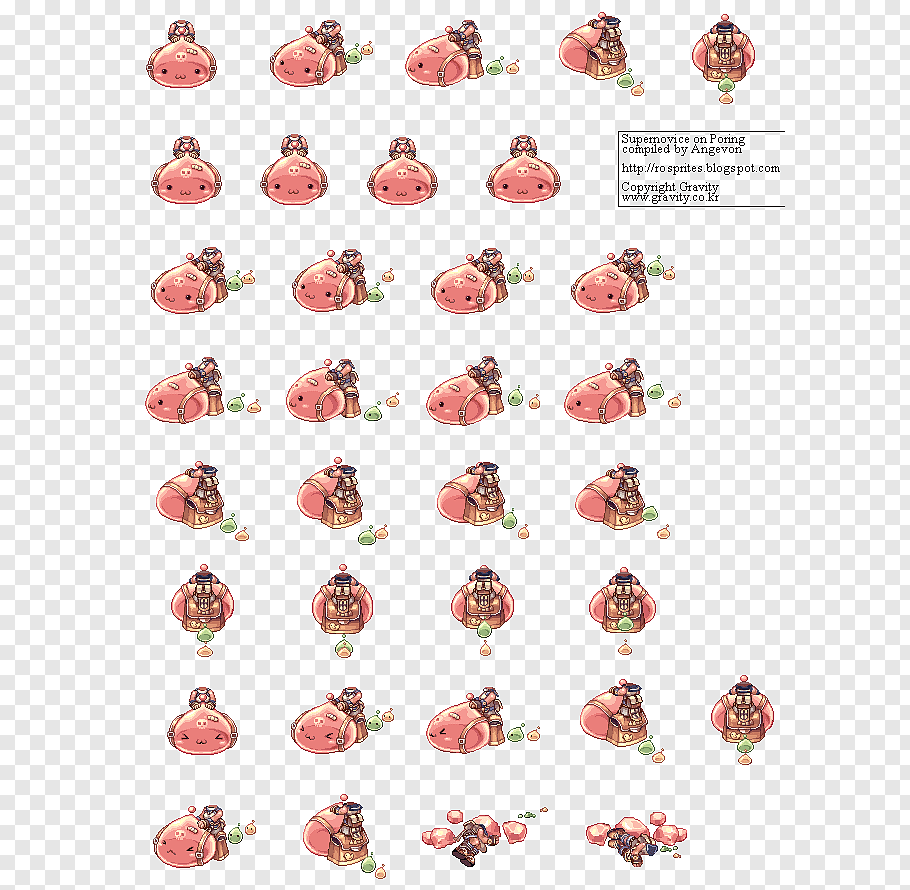 Supernovice on Poring
compiled by Angevon
http://rosprites.blogspot.com
Copyright Gravity
www.gravity.co.kr